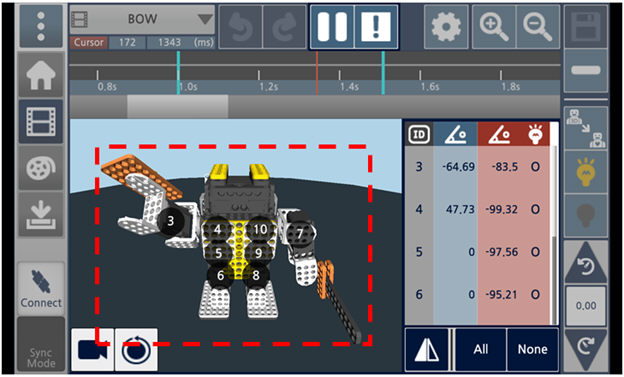 BOW
Cursor 172 1343 (ms)
0.8s 1.0s 1.2s 1.4s 1.6s 1.8s
ID
3 -64.69 -83.5 O
4 47.73 -99.32 O
5 0 -97.56 O
6 0 -95.21 O
3
4 10 7
5 9
6 8
Connect
Sync
Mode
All None
0,00